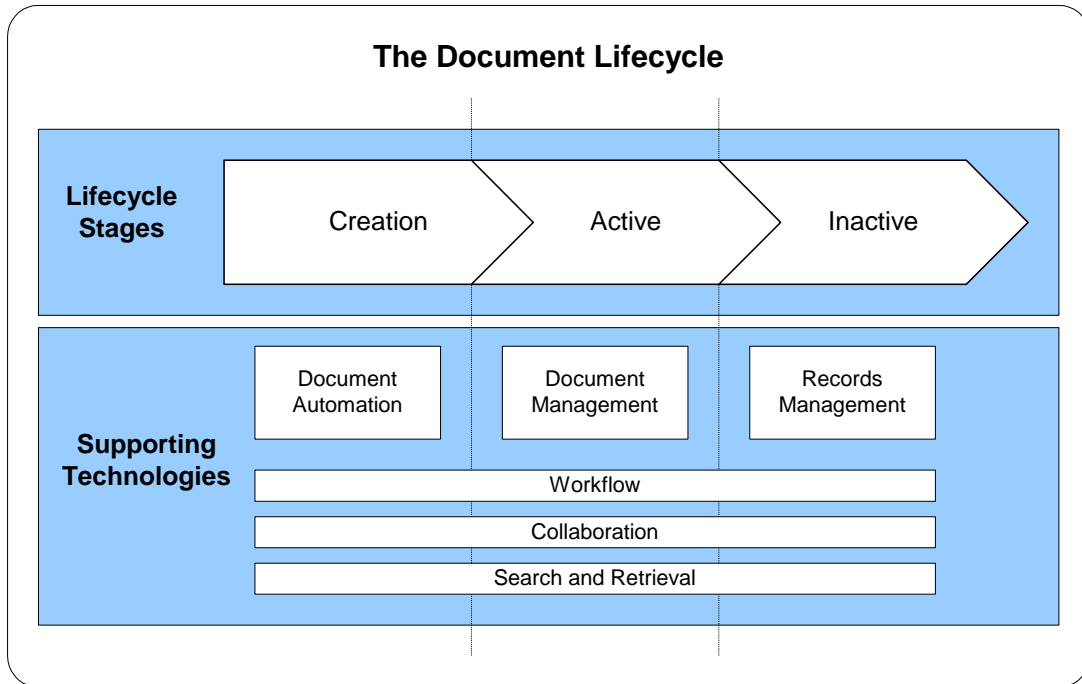 The Document Lifecycle
Lifecycle
Stages
Creation
Active
Inactive
Document
Automation
Document
Management
Records
Management
Supporting
Technologies
Workflow
Collaboration
Search and Retrieval